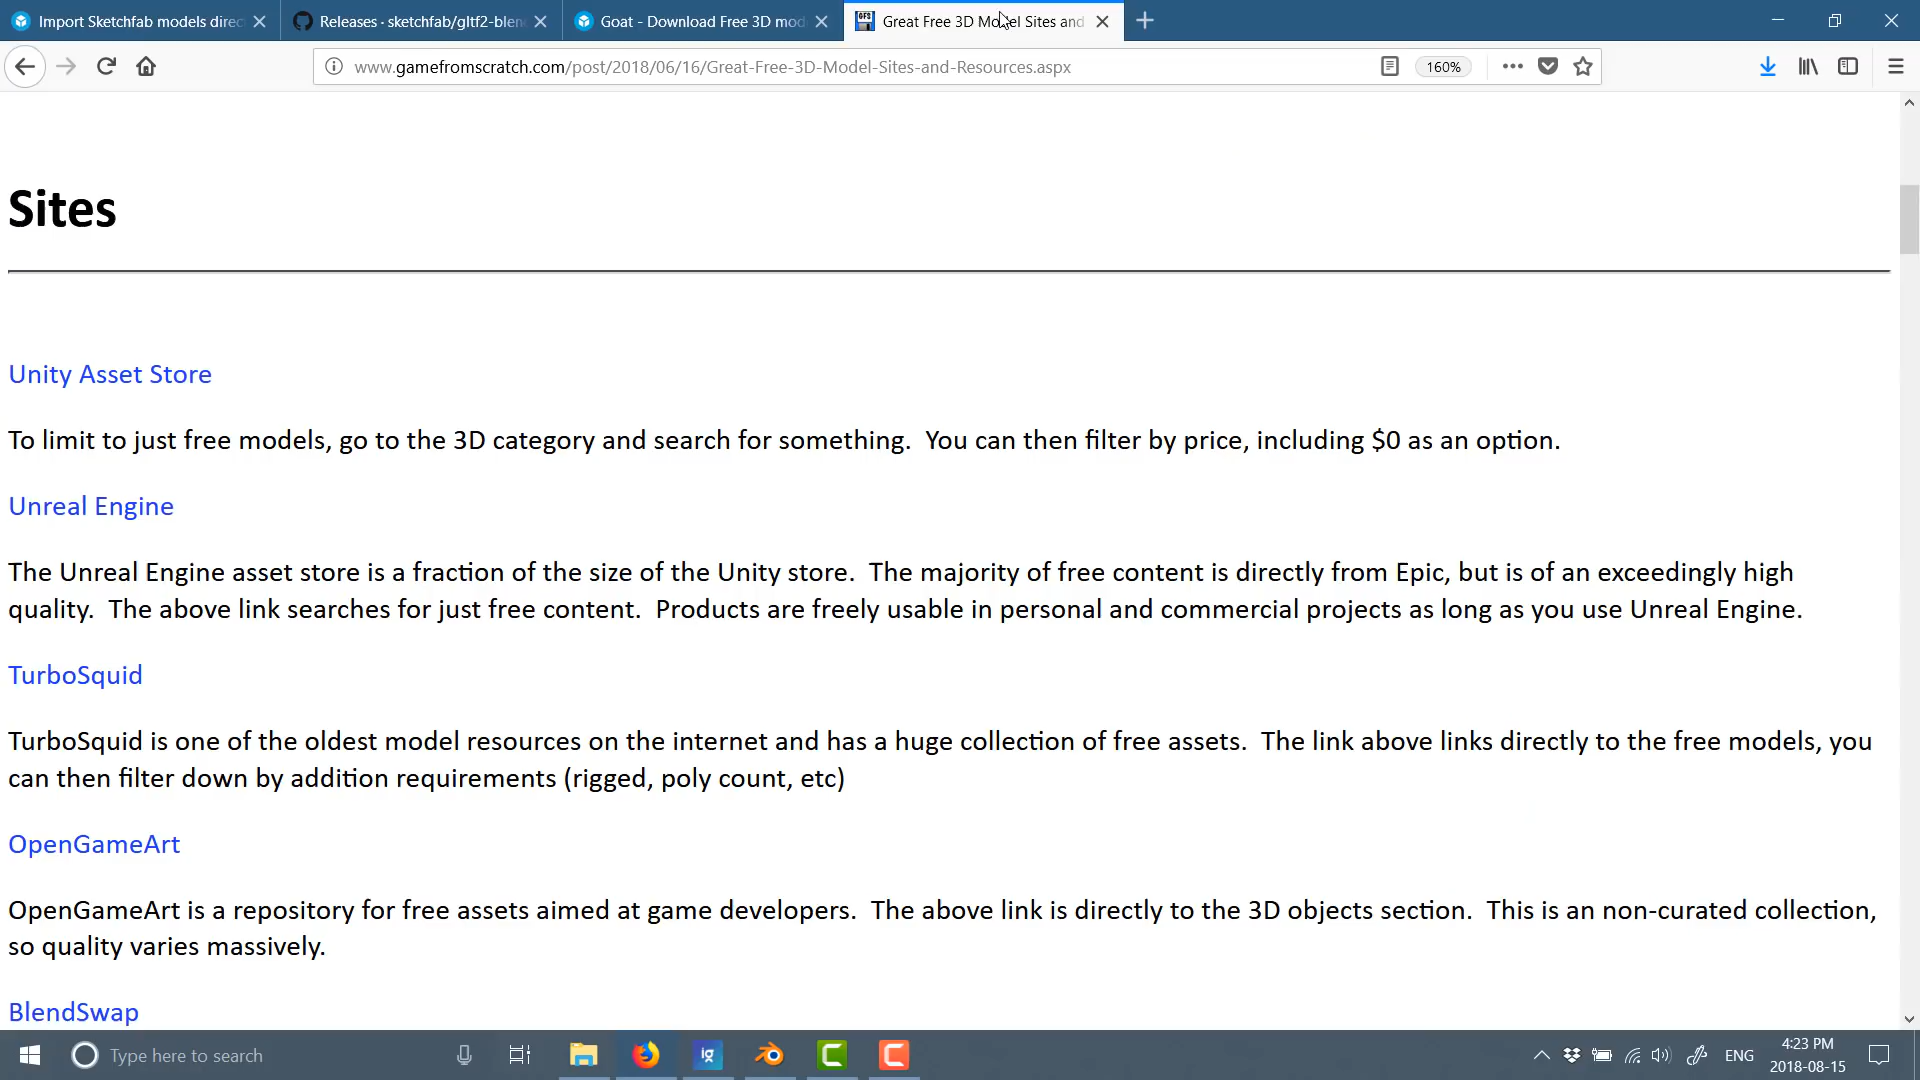 Import Sketchfab models direc
Releases · sketchfab/gltf2-blen
Goat - Download Free 3D mod
GFS
Great Free 3D Model Sites and
www.gamefromscratch.com/post/2018/06/16/Great-Free-3D-Model-Sites-and-Resources.aspx
160%
Sites
Unity Asset Store
To limit to just free models, go to the 3D category and search for something. You can then filter by price, including $0 as an option.
Unreal Engine
The Unreal Engine asset store is a fraction of the size of the Unity store. The majority of free content is directly from Epic, but is of an exceedingly high
quality. The above link searches for just free content. Products are freely usable in personal and commercial projects as long as you use Unreal Engine.
TurboSquid
TurboSquid is one of the oldest model resources on the internet and has a huge collection of free assets. The link above links directly to the free models, you
can then filter down by addition requirements (rigged, poly count, etc)
OpenGameArt
OpenGameArt is a repository for free assets aimed at game developers. The above link is directly to the 3D objects section. This is an non-curated collection,
so quality varies massively.
BlendSwap
Type here to search
ig
ENG
4:23 PM
2018-08-15